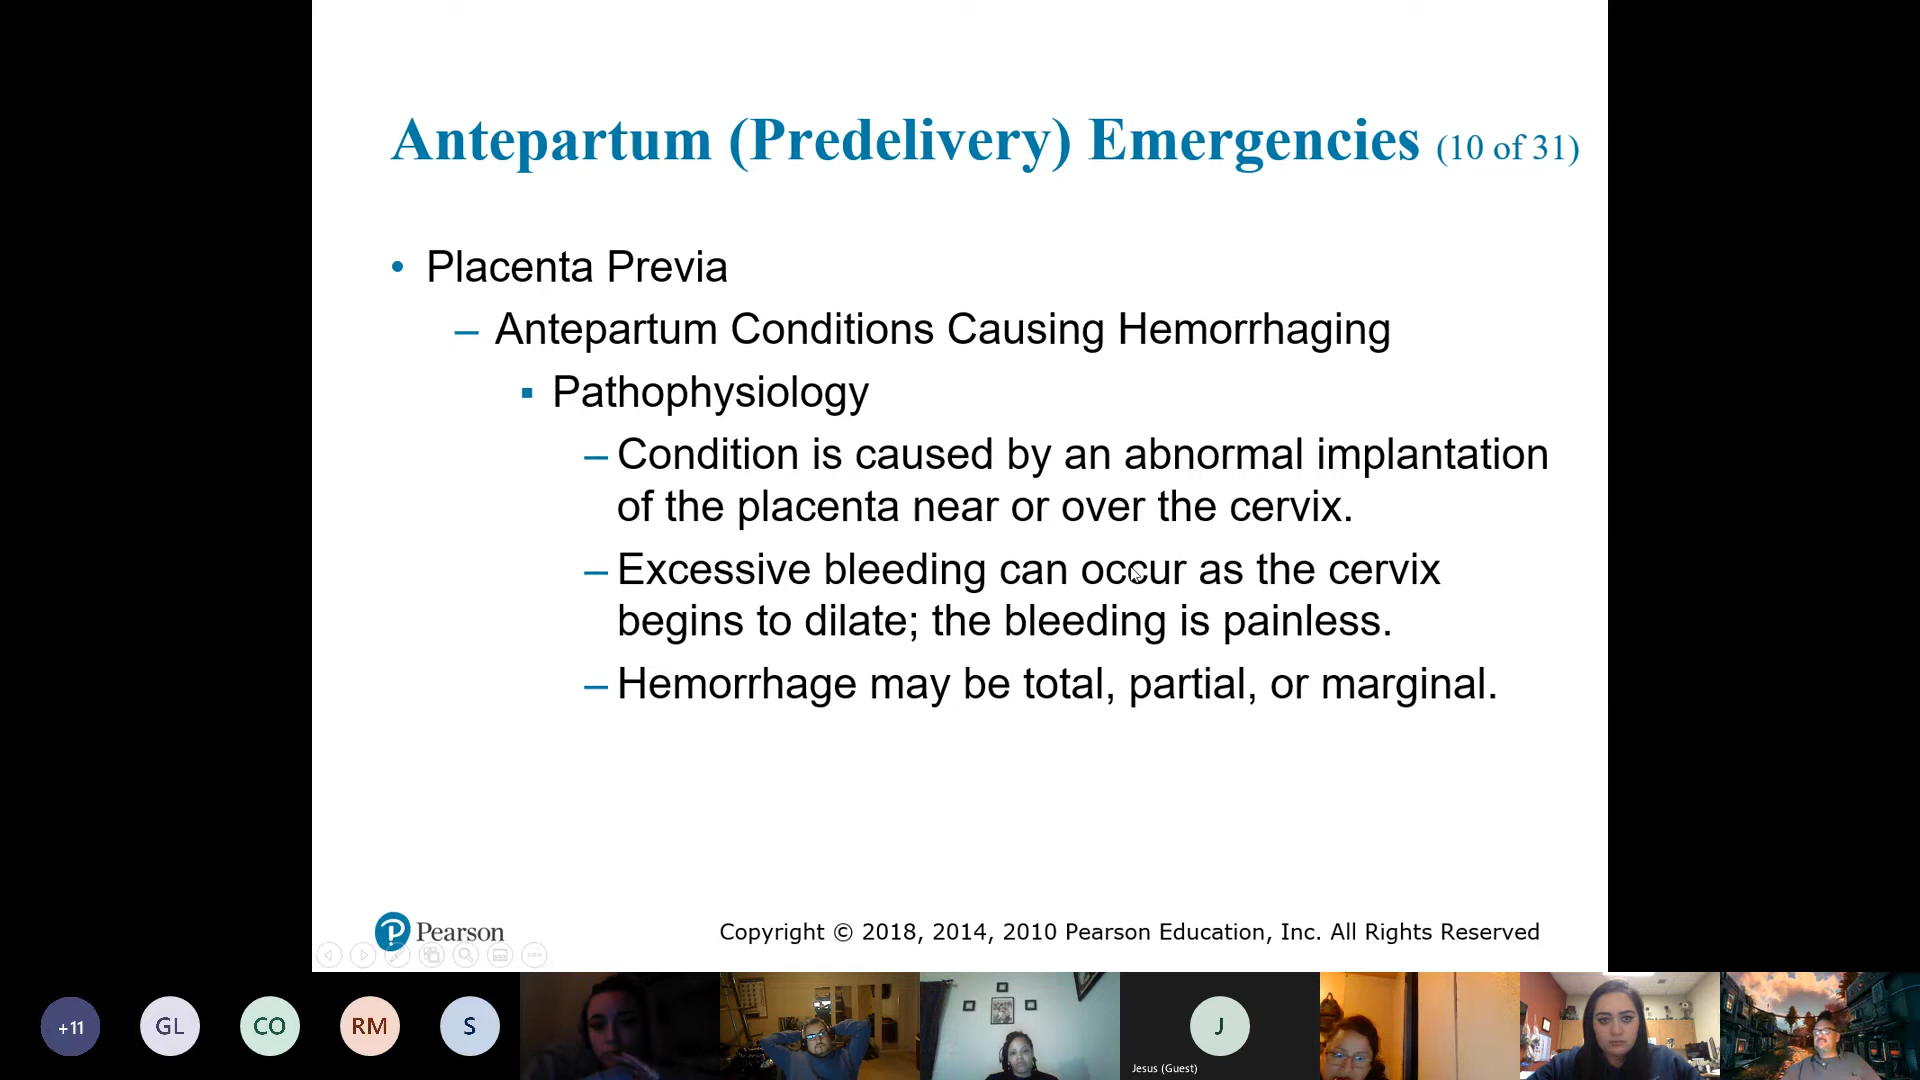 Antepartum (Predelivery) Emergencies (10 of 31)
• Placenta Previa
– Antepartum Conditions Causing Hemorrhaging
▪ Pathophysiology
– Condition is caused by an abnormal implantation
of the placenta near or over the cervix.
– Excessive bleeding can occur as the cervix
begins to dilate; the bleeding is painless.
– Hemorrhage may be total, partial, or marginal.
P Pearson
Copyright © 2018, 2014, 2010 Pearson Education, Inc. All Rights Reserved
+11
GL
CO
RM
S
J
Jesus (Guest)